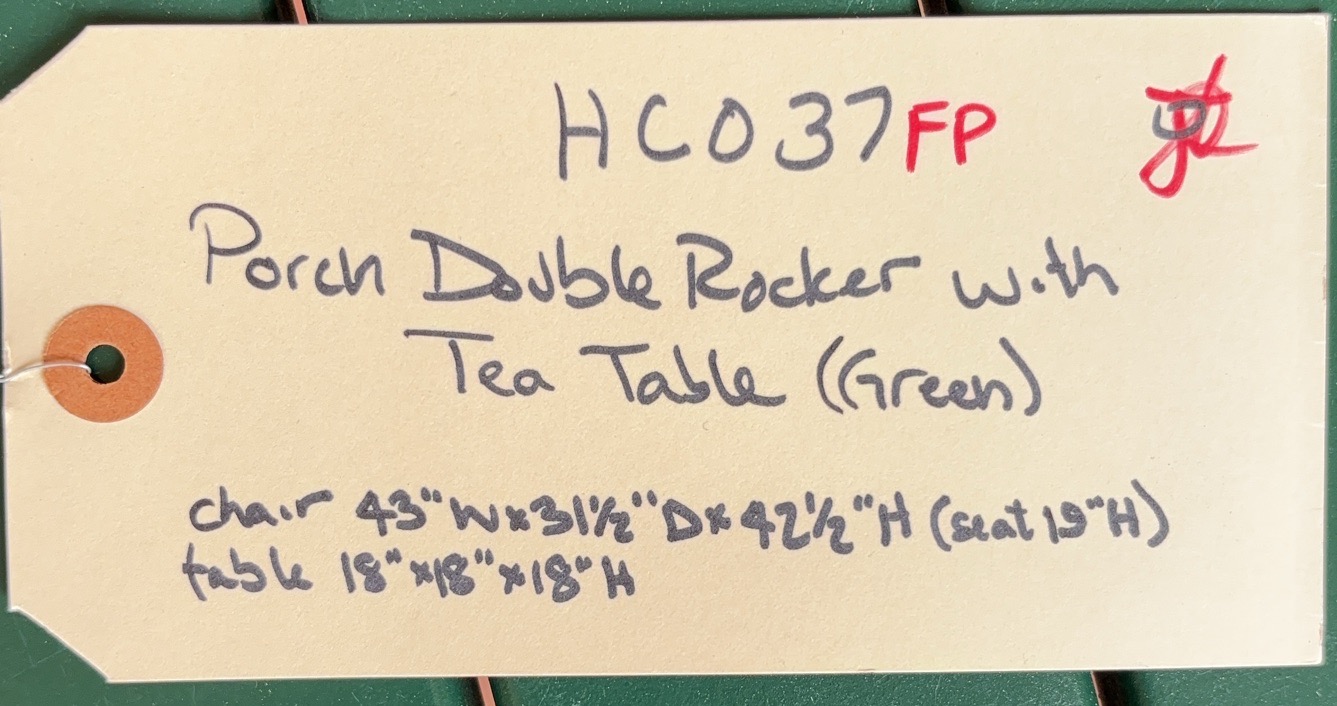 HC037FP
Porch Double Rocker with
Tea Table (Green)
chair 43"W x 31½"D x 42½"H (seat 19"H)
table 18" x 18" x 18"H